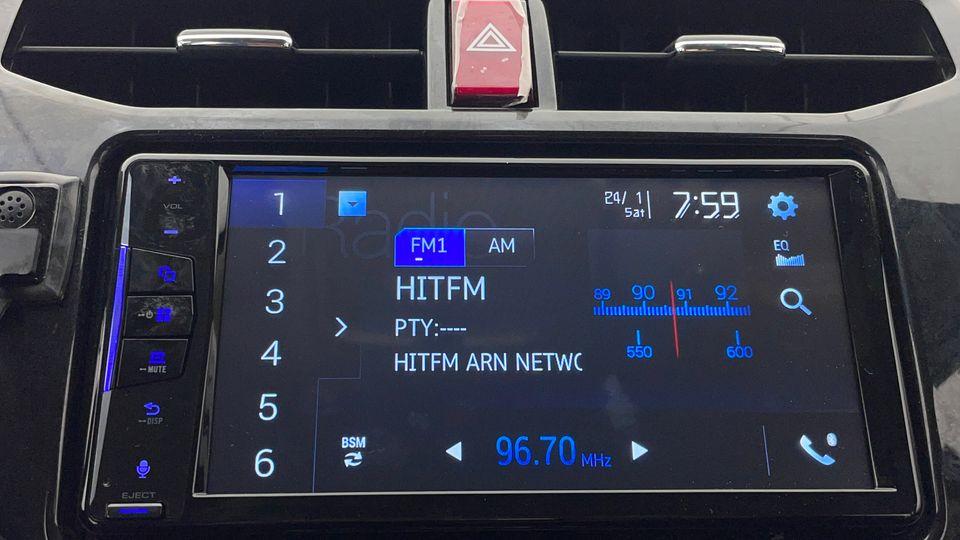 VOL
MUTE
DISP
EJECT
1
2
3
4
5
6
Radio
24/ 1
Sat
7:59
FM1
AM
EQ
HITFM
PTY:----
HITFM ARN NETWC
89 90 91 92
550 600
BSM
96.70 MHz